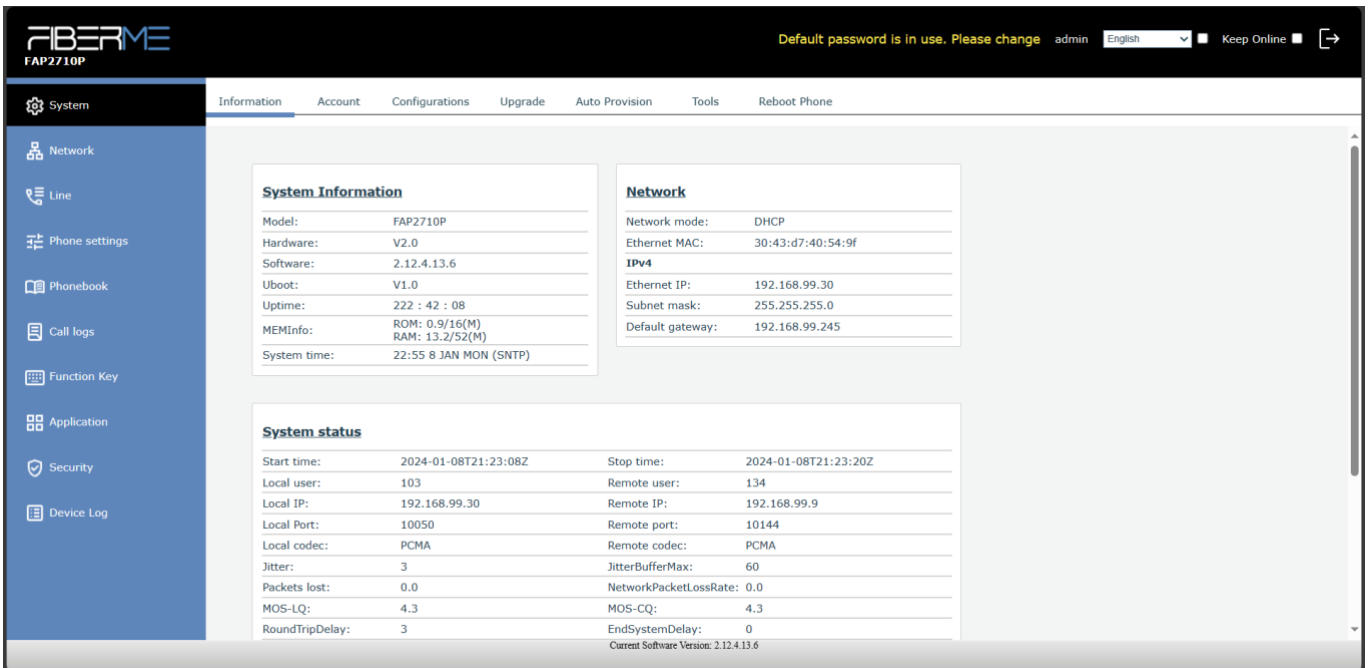 FIBERME
FAP2710P
Default password is in use. Please change admin English Keep Online
System
Network
Line
Phone settings
Phonebook
Call logs
Function Key
Application
Security
Device Log
Information Account Configurations Upgrade Auto Provision Tools Reboot Phone
System Information
Model: FAP2710P
Hardware: V2.0
Software: 2.12.4.13.6
Uboot: V1.0
Uptime: 222 : 42 : 08
MEMInfo: ROM: 0.9/16(M)
RAM: 13.2/52(M)
System time: 22:55 8 JAN MON (SNTP)
Network
Network mode: DHCP
Ethernet MAC: 30:43:d7:40:54:9f
IPv4
Ethernet IP: 192.168.99.30
Subnet mask: 255.255.255.0
Default gateway: 192.168.99.245
System status
Start time: 2024-01-08T21:23:08Z Stop time: 2024-01-08T21:23:20Z
Local user: 103 Remote user: 134
Local IP: 192.168.99.30 Remote IP: 192.168.99.9
Local Port: 10050 Remote port: 10144
Local codec: PCMA Remote codec: PCMA
Jitter: 3 JitterBufferMax: 60
Packets lost: 0.0 NetworkPacketLossRate: 0.0
MOS-LQ: 4.3 MOS-CQ: 4.3
RoundTripDelay: 3 EndSystemDelay: 0
Current Software Version: 2.12.4.13.6